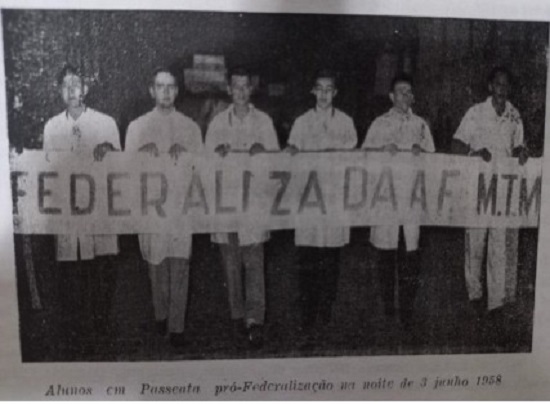 FEDERALIZADA A F.M.T.M
Alunos em Passeata pró-Federalização na noite de 3 junho 1958